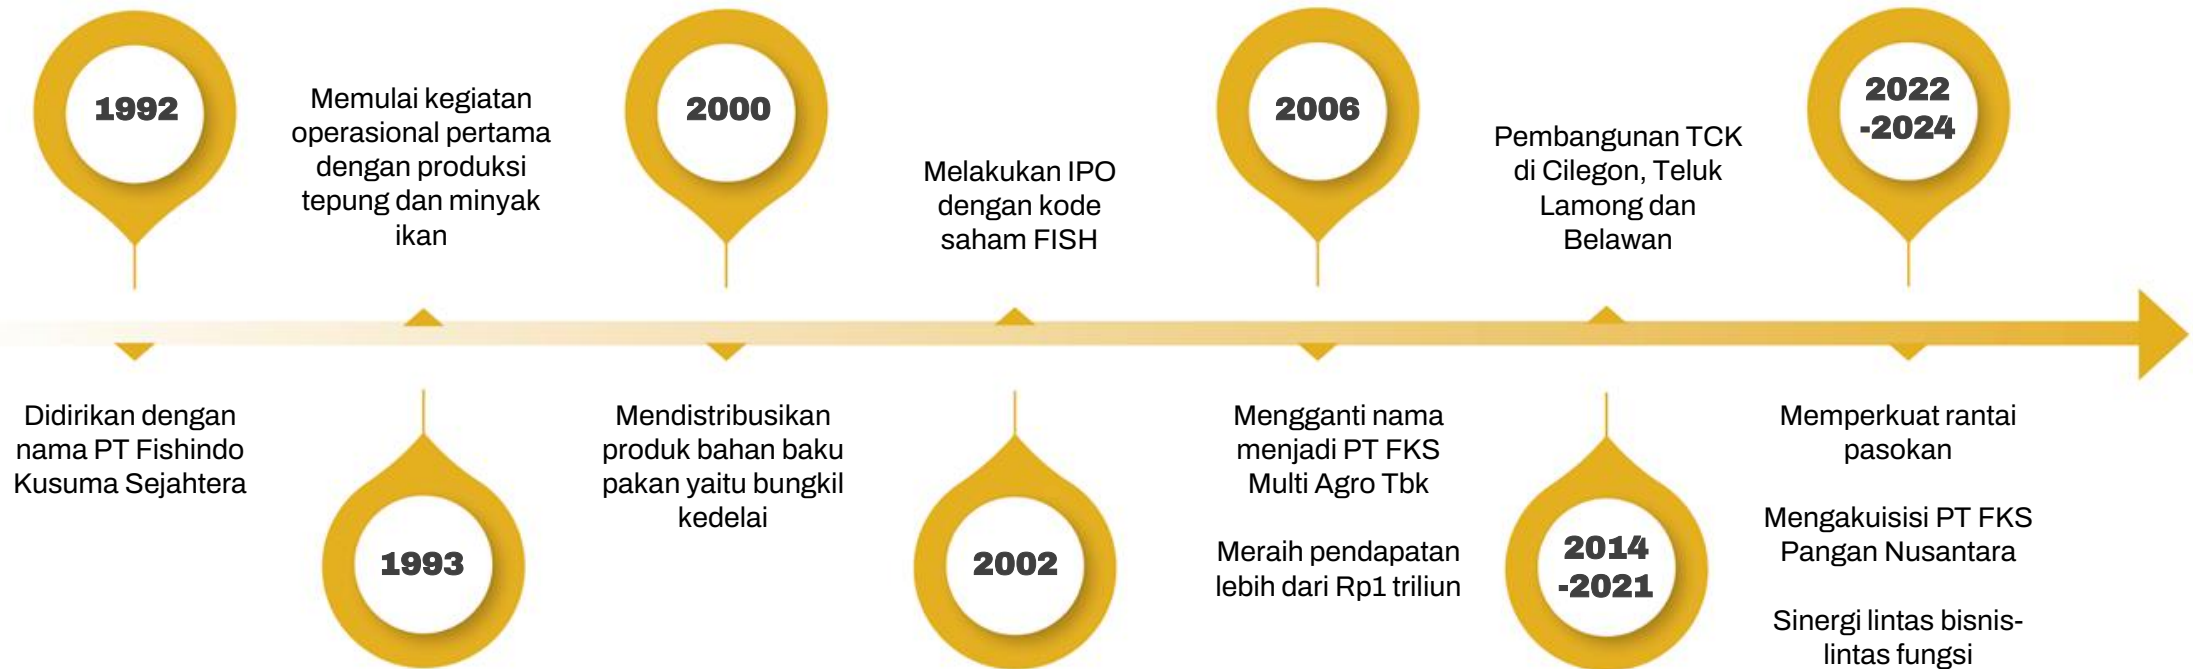 1992
Didirikan dengan
nama PT Fishindo
Kusuma Sejahtera
Memulai kegiatan
operasional pertama
dengan produksi
tepung dan minyak
ikan
1993
2000
Mendistribusikan
produk bahan baku
pakan yaitu bungkil
kedelai
Melakukan IPO
dengan kode
saham FISH
2002
2006
Mengganti nama
menjadi PT FKS
Multi Agro Tbk
Meraih pendapatan
lebih dari Rp1 triliun
Pembangunan TCK
di Cilegon, Teluk
Lamong dan
Belawan
2014
-2021
2022
-2024
Memperkuat rantai
pasokan
Mengakuisisi PT FKS
Pangan Nusantara
Sinergi lintas bisnis-
lintas fungsi